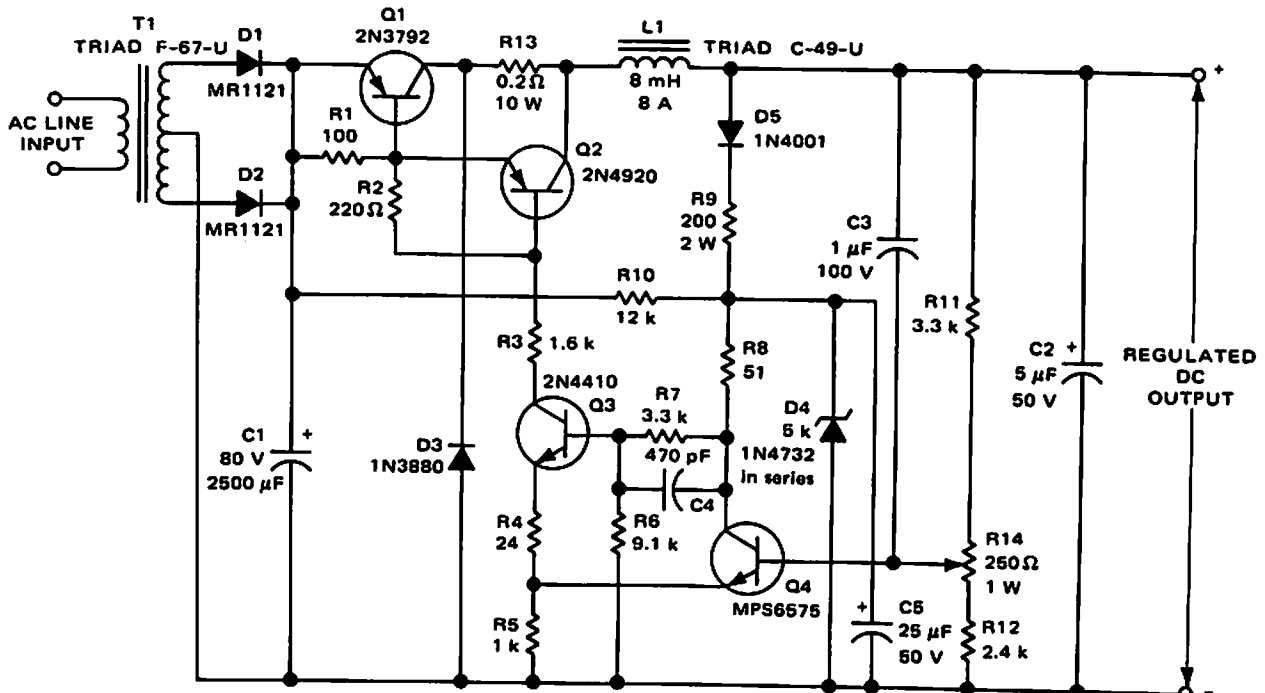 T1
TRIAD F-67-U
D1
MR1121
Q1
2N3792
R13
0.2Ω
10 W
L1
TRIAD C-49-U
8 mH
8 A
+
AC LINE
INPUT
R1
100
D5
1N4001
Q2
2N4920
D2
MR1121
R2
220Ω
R9
200
2 W
C3
1 µF
100 V
R10
12 k
R11
3.3 k
R3
1.6 k
R8
51
C2
5 µF
50 V
+
REGULATED
DC
OUTPUT
2N4410
Q3
R7
3.3 k
D4
5 k
1N4732
in series
C1
80 V
2500 µF
+
D3
1N3880
470 pF
C4
R4
24
R6
9.1 k
R14
250Ω
1 W
Q4
MPS6575
+
C5
25 µF
50 V
R5
1 k
R12
2.4 k
-